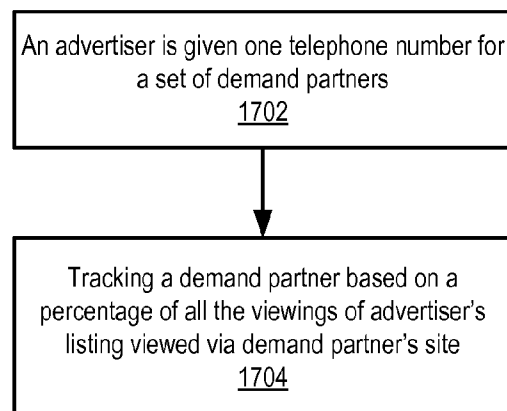 An advertiser is given one telephone number for
a set of demand partners
1702
Tracking a demand partner based on a
percentage of all the viewings of advertiser's
listing viewed via demand partner's site
1704